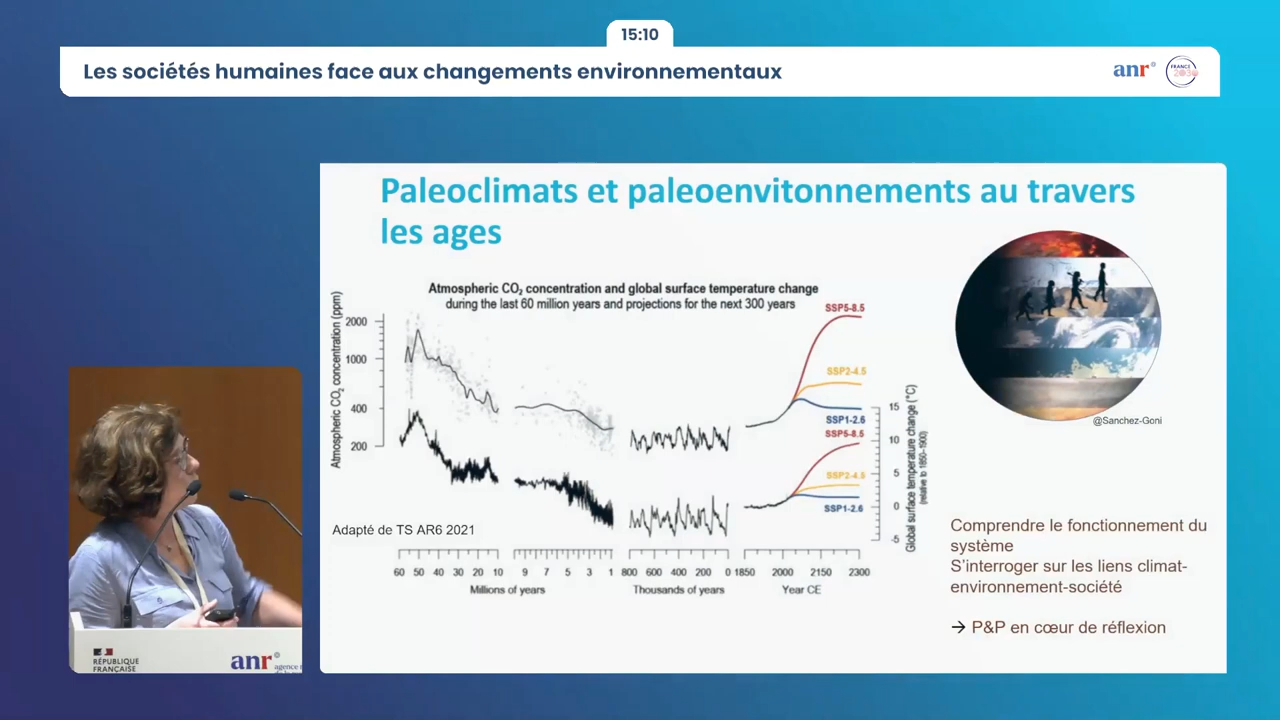 15:10
Les sociétés humaines face aux changements environnementaux
anr
FRANCE
2030
Paleoclimats et paleoenvitonnements au travers
les ages
Atmospheric CO₂ concentration and global surface temperature change
during the last 60 million years and projections for the next 300 years
Atmospheric CO₂ concentration (ppm)
2000
1000
400
200
SSP5-8.5
SSP2-4.5
SSP1-2.6
SSP5-8.5
SSP2-4.5
SSP1-2.6
15
10
5
0
-5
Global surface temperature change (°C)
(relative to 1850–1900)
Adapté de TS AR6 2021
60 50 40 30 20 10
9 7 5 3 1
800 600 400 200 0
1850 2000 2150 2300
Millions of years
Thousands of years
Year CE
@Sanchez-Goni
Comprendre le fonctionnement du
système
S'interroger sur les liens climat-
environnement-société
→ P&P en cœur de réflexion
RÉPUBLIQUE
FRANÇAISE
anr